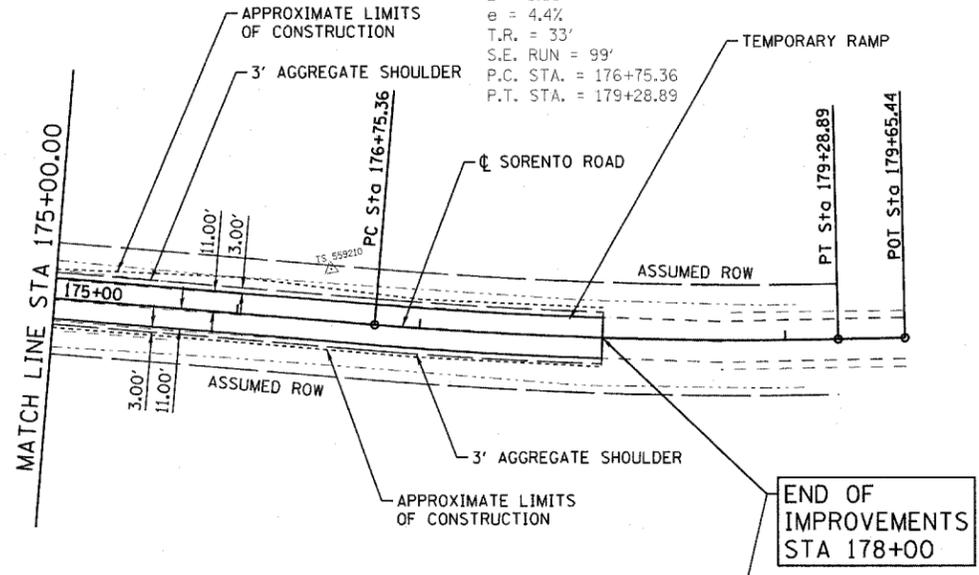 APPROXIMATE LIMITS
OF CONSTRUCTION
3' AGGREGATE SHOULDER
e = 4.4%
T.R. = 33'
S.E. RUN = 99'
P.C. STA. = 176+75.36
P.T. STA. = 179+28.89
TEMPORARY RAMP
MATCH LINE STA 175+00.00
PC Sta 176+75.36
℄ SORENTO ROAD
PT Sta 179+28.89
POT Sta 179+65.44
11.00'
3.00'
TS 559210
ASSUMED ROW
175+00
3.00'
11.00'
ASSUMED ROW
3' AGGREGATE SHOULDER
APPROXIMATE LIMITS
OF CONSTRUCTION
END OF
IMPROVEMENTS
STA 178+00